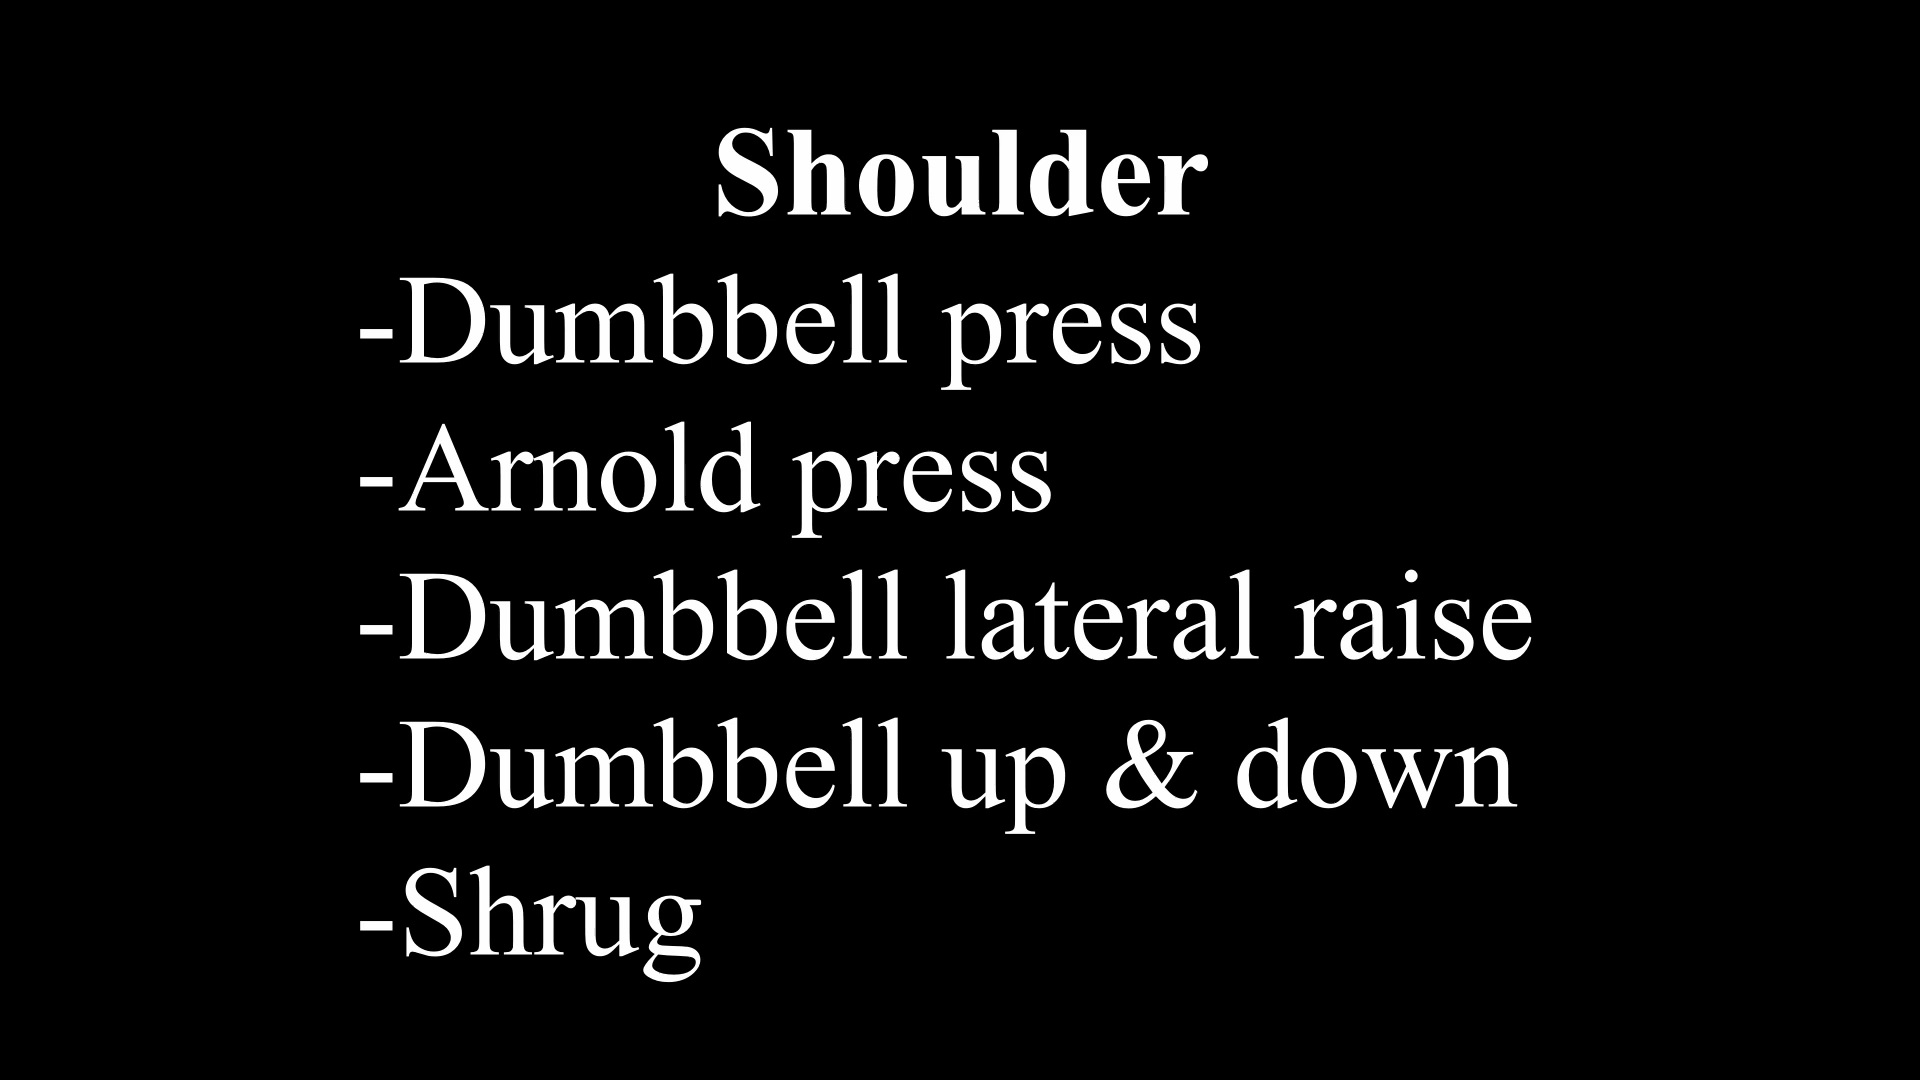 Shoulder
-Dumbbell press
-Arnold press
-Dumbbell lateral raise
-Dumbbell up & down
-Shrug